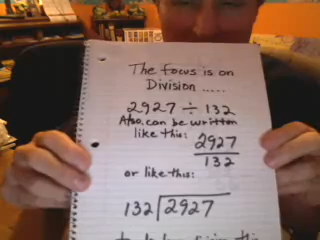 The focus is on
Division .....
2927 ÷ 132
Also can be written
like this: 2927
132
or like this:
132 2927